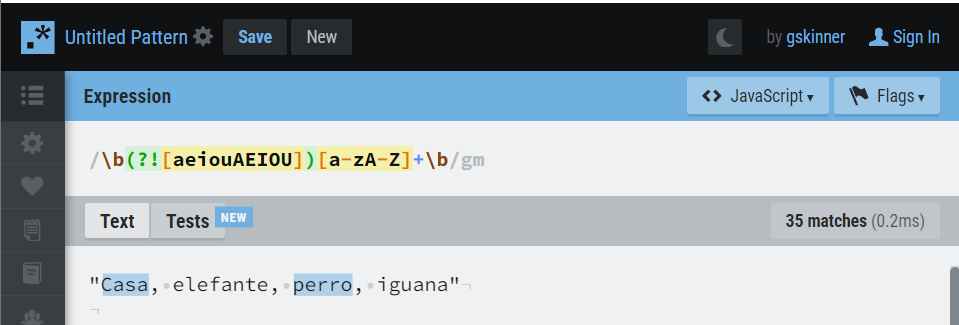 Untitled Pattern Save New by gskinner Sign In
Expression <> JavaScript ▾ Flags ▾
/\b(?![aeiouAEIOU])[a-zA-Z]+\b/gm
Text Tests NEW 35 matches (0.2ms)
"Casa,•elefante,•perro,•iguana"¬
¬